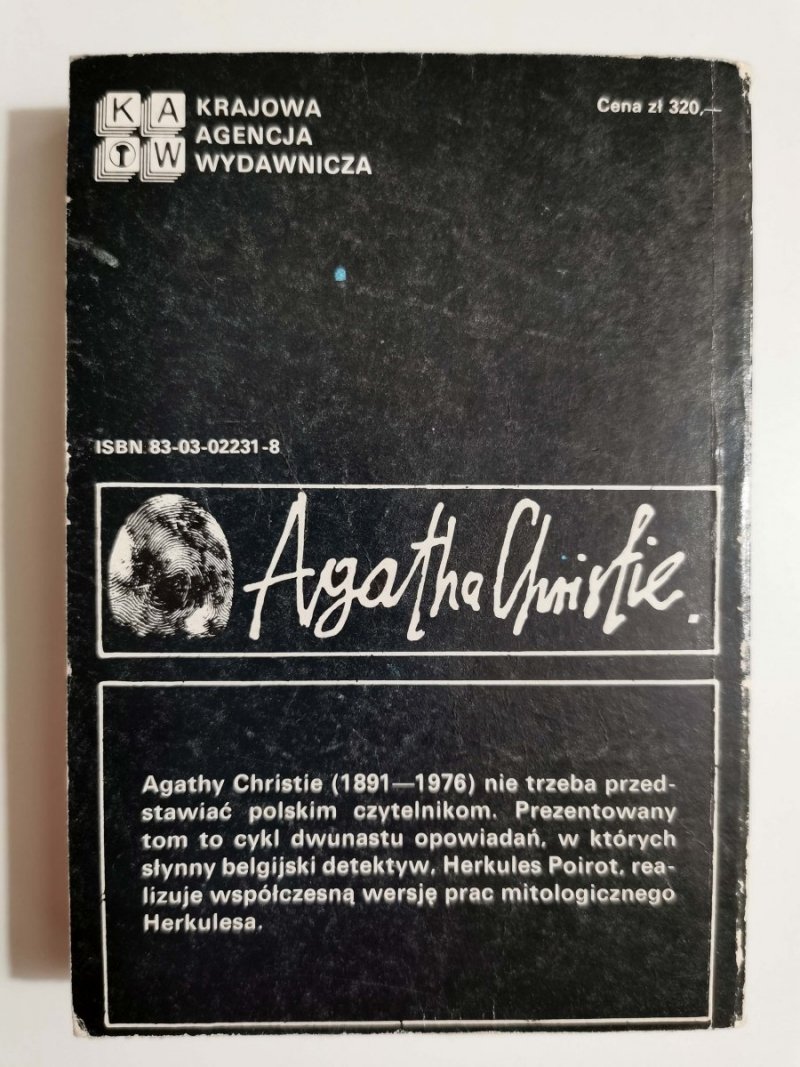 K A
W
KRAJOWA
AGENCJA
WYDAWNICZA
Cena zł 320,—
ISBN 83-03-02231-8
Agatha Christie.
Agathy Christie (1891—1976) nie trzeba przed-
stawiać polskim czytelnikom. Prezentowany
tom to cykl dwunastu opowiadań, w których
słynny belgijski detektyw, Herkules Poirot, rea-
lizuje współczesną wersję prac mitologicznego
Herkulesa.